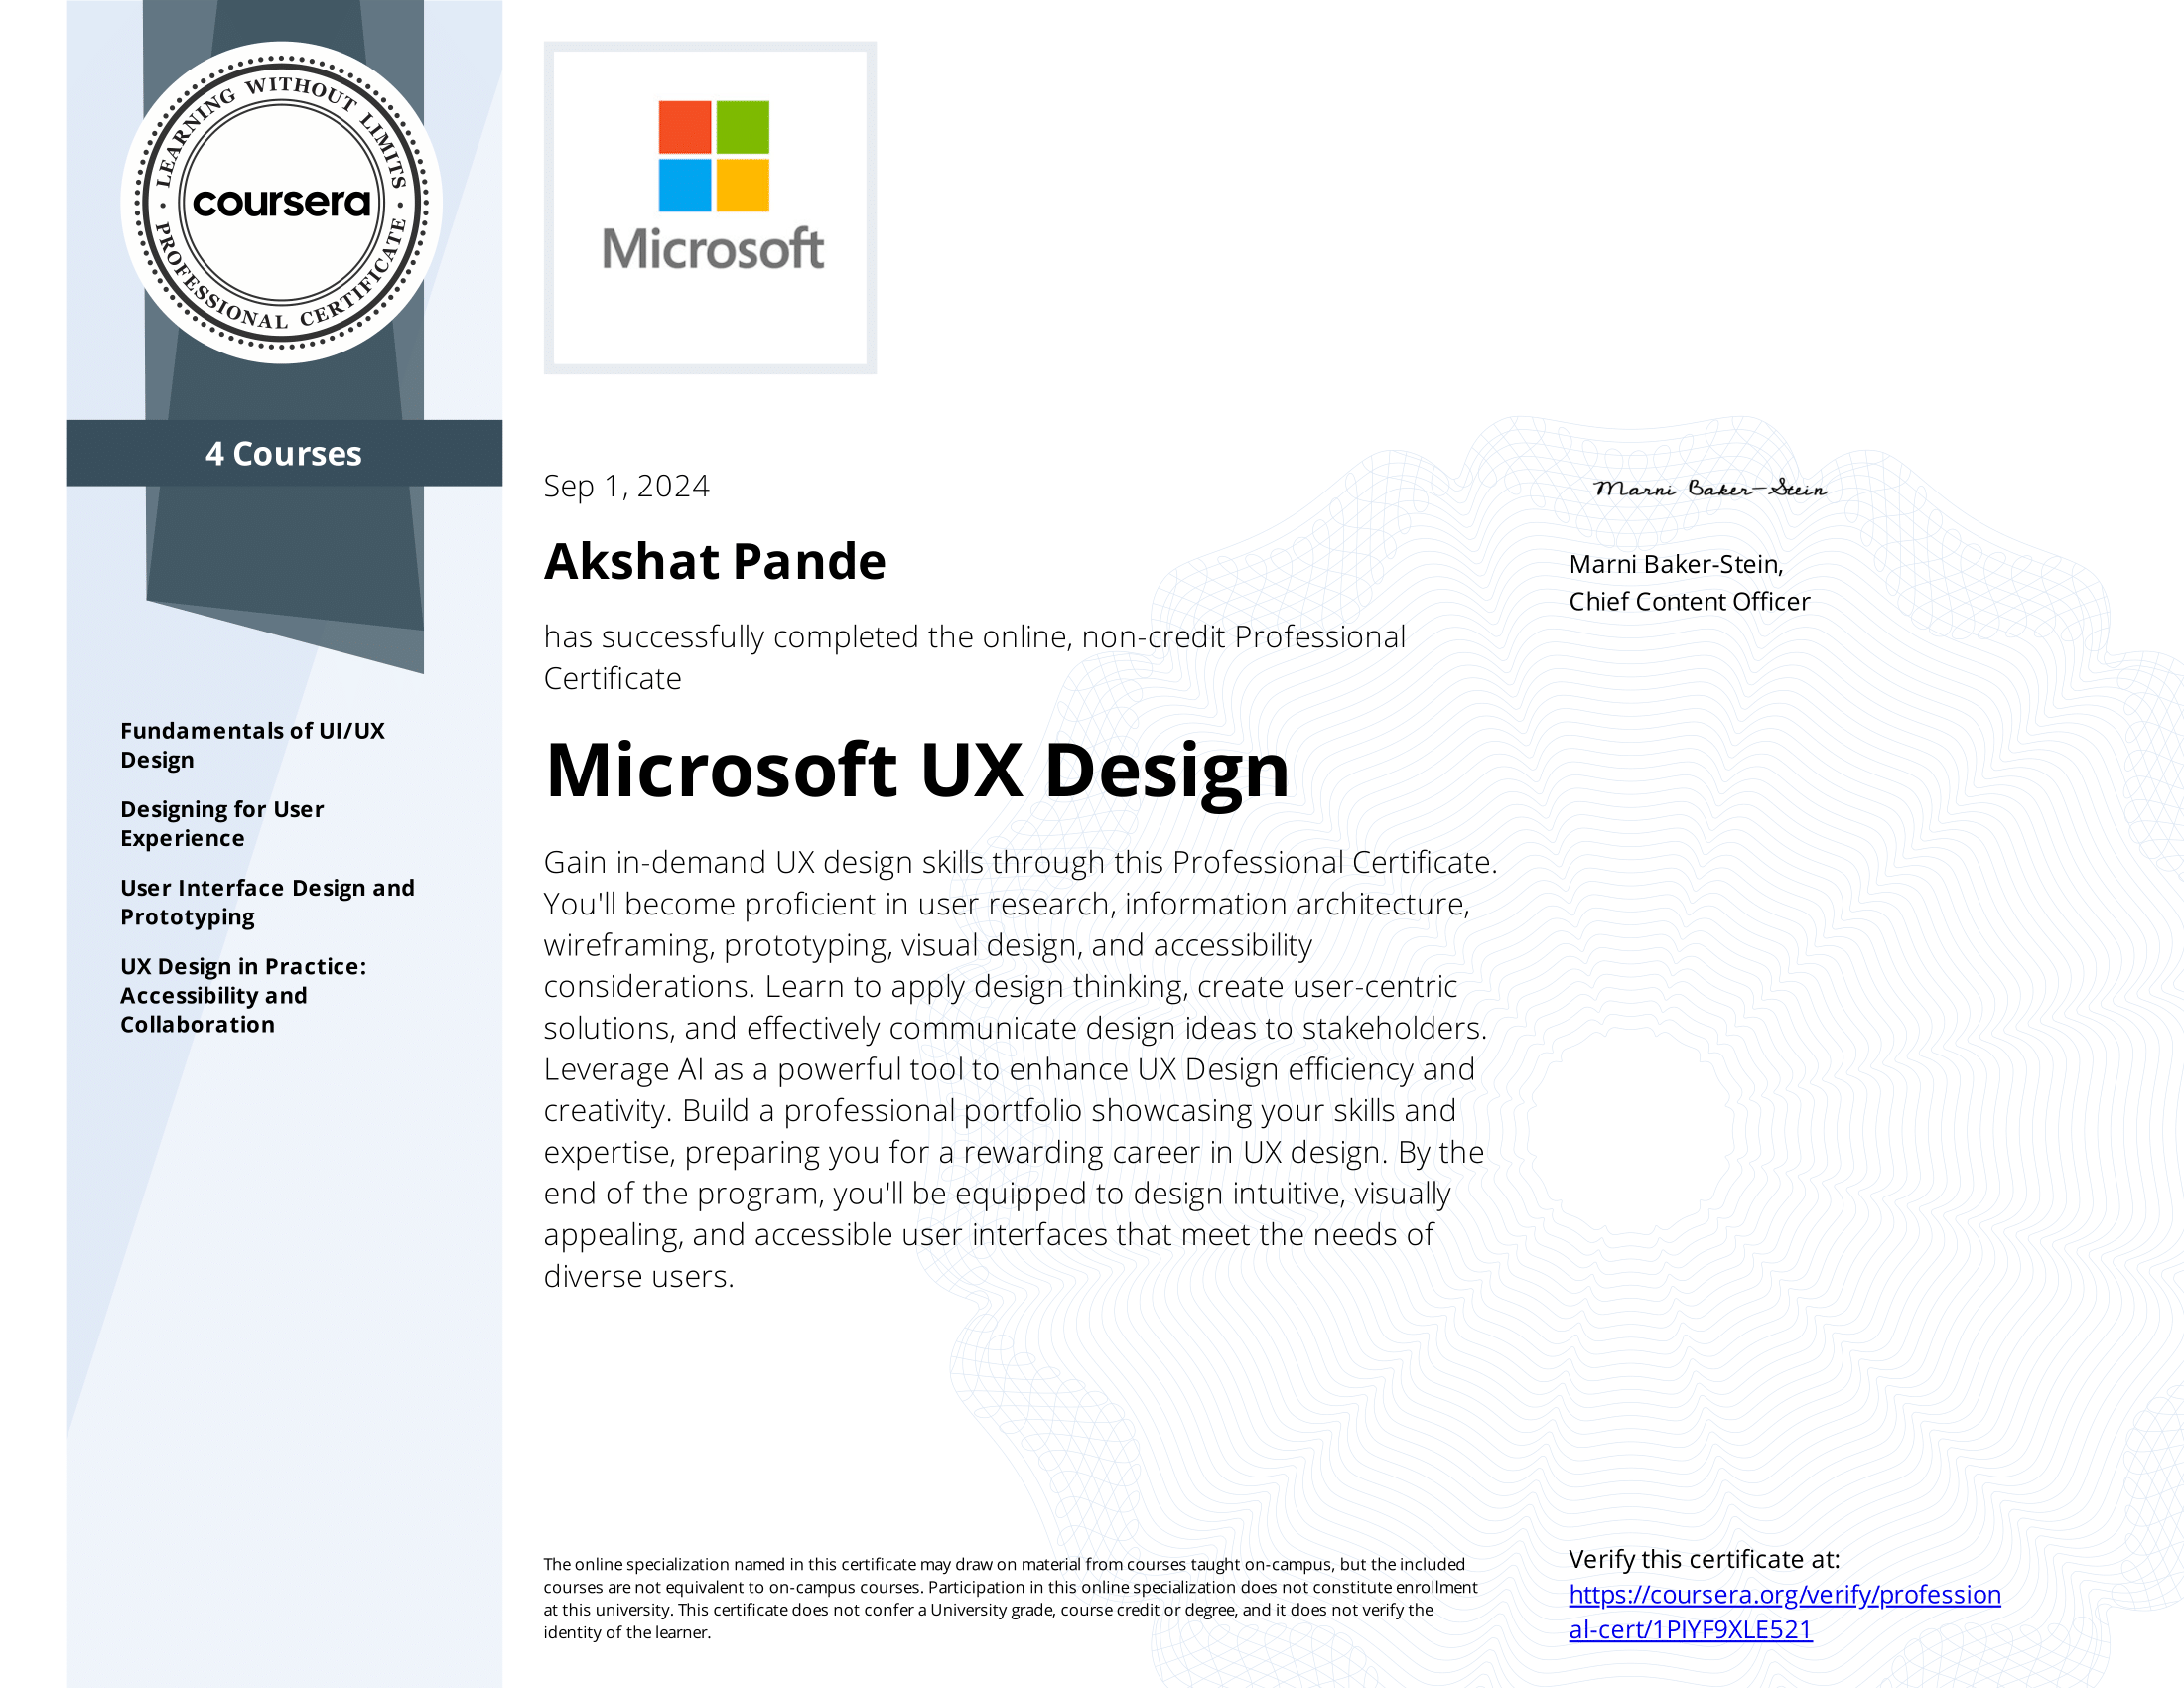 LEARNING WITHOUT LIMITS
coursera
PROFESSIONAL CERTIFICATE
4 Courses
Fundamentals of UI/UX
Design
Designing for User
Experience
User Interface Design and
Prototyping
UX Design in Practice:
Accessibility and
Collaboration
Microsoft
Sep 1, 2024
Akshat Pande
has successfully completed the online, non-credit Professional
Certificate
Microsoft UX Design
Gain in-demand UX design skills through this Professional Certificate.
You'll become proficient in user research, information architecture,
wireframing, prototyping, visual design, and accessibility
considerations. Learn to apply design thinking, create user-centric
solutions, and effectively communicate design ideas to stakeholders.
Leverage AI as a powerful tool to enhance UX Design efficiency and
creativity. Build a professional portfolio showcasing your skills and
expertise, preparing you for a rewarding career in UX design. By the
end of the program, you'll be equipped to design intuitive, visually
appealing, and accessible user interfaces that meet the needs of
diverse users.
Marni Baker-Stein
Marni Baker-Stein,
Chief Content Officer
The online specialization named in this certificate may draw on material from courses taught on-campus, but the included
courses are not equivalent to on-campus courses. Participation in this online specialization does not constitute enrollment
at this university. This certificate does not confer a University grade, course credit or degree, and it does not verify the
identity of the learner.
Verify this certificate at:
https://coursera.org/verify/profession
al-cert/1PIYF9XLE521